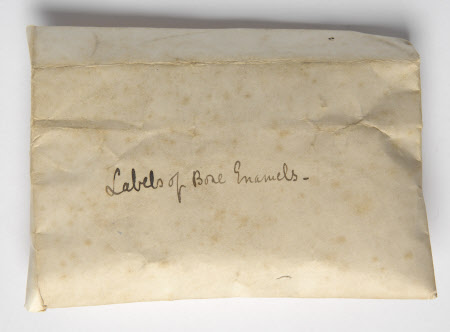 Labels of Bone Enamels -